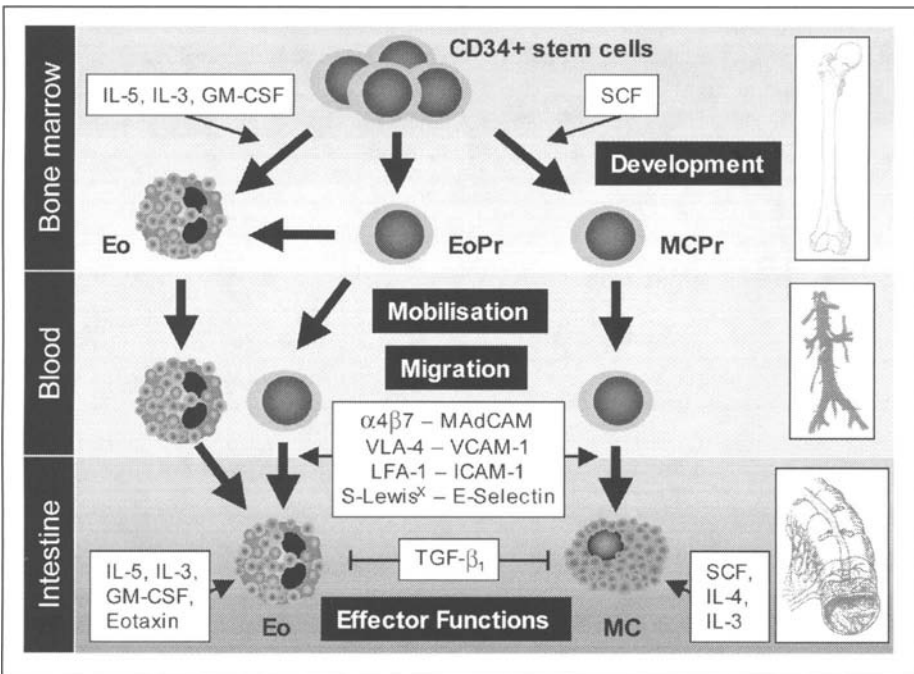 Bone marrow
CD34+ stem cells
IL-5, IL-3, GM-CSF
SCF
Development
Eo
EoPr
MCPr
Blood
Mobilisation
Migration
α4β7 – MAdCAM
VLA-4 – VCAM-1
LFA-1 – ICAM-1
S-Lewisˣ – E-Selectin
Intestine
IL-5, IL-3,
GM-CSF,
Eotaxin
TGF-β₁
SCF,
IL-4,
IL-3
Eo
Effector Functions
MC